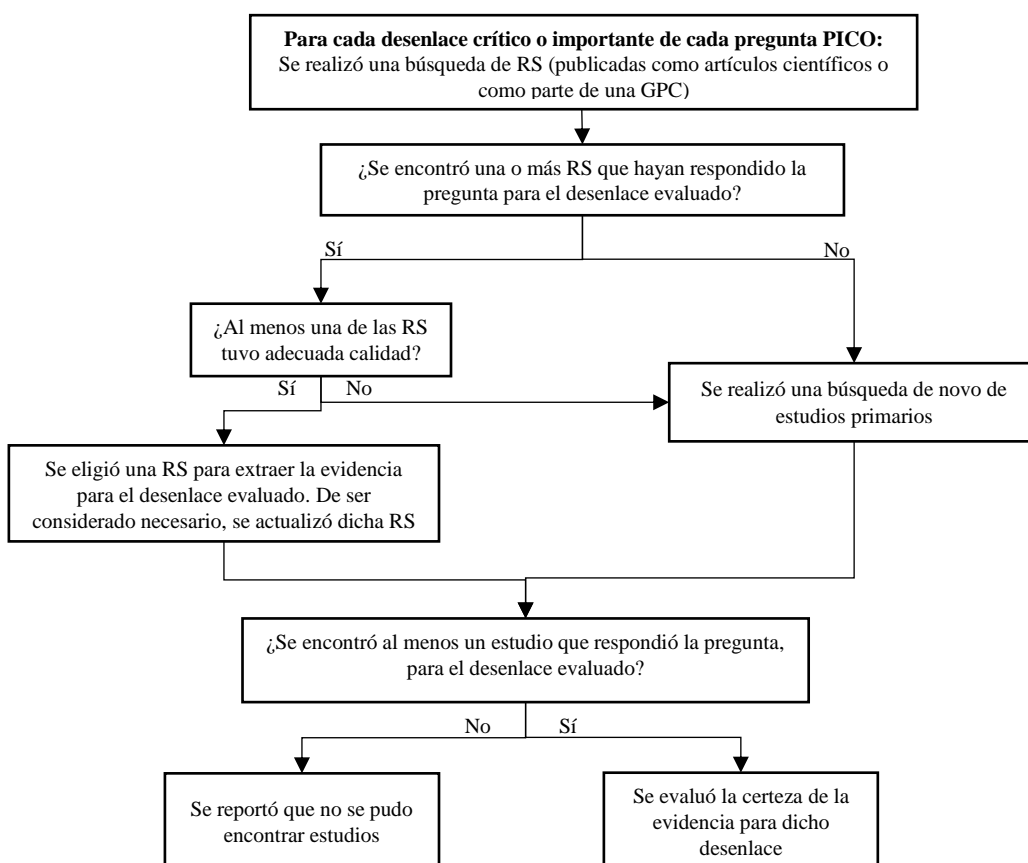 Para cada desenlace crítico o importante de cada pregunta PICO:
Se realizó una búsqueda de RS (publicadas como artículos científicos o
como parte de una GPC)
¿Se encontró una o más RS que hayan respondido la
pregunta para el desenlace evaluado?
Sí
No
¿Al menos una de las RS
tuvo adecuada calidad?
Sí
No
Se realizó una búsqueda de novo de
estudios primarios
Se eligió una RS para extraer la evidencia
para el desenlace evaluado. De ser
considerado necesario, se actualizó dicha RS
¿Se encontró al menos un estudio que respondió la pregunta,
para el desenlace evaluado?
No
Sí
Se reportó que no se pudo
encontrar estudios
Se evaluó la certeza de la
evidencia para dicho
desenlace